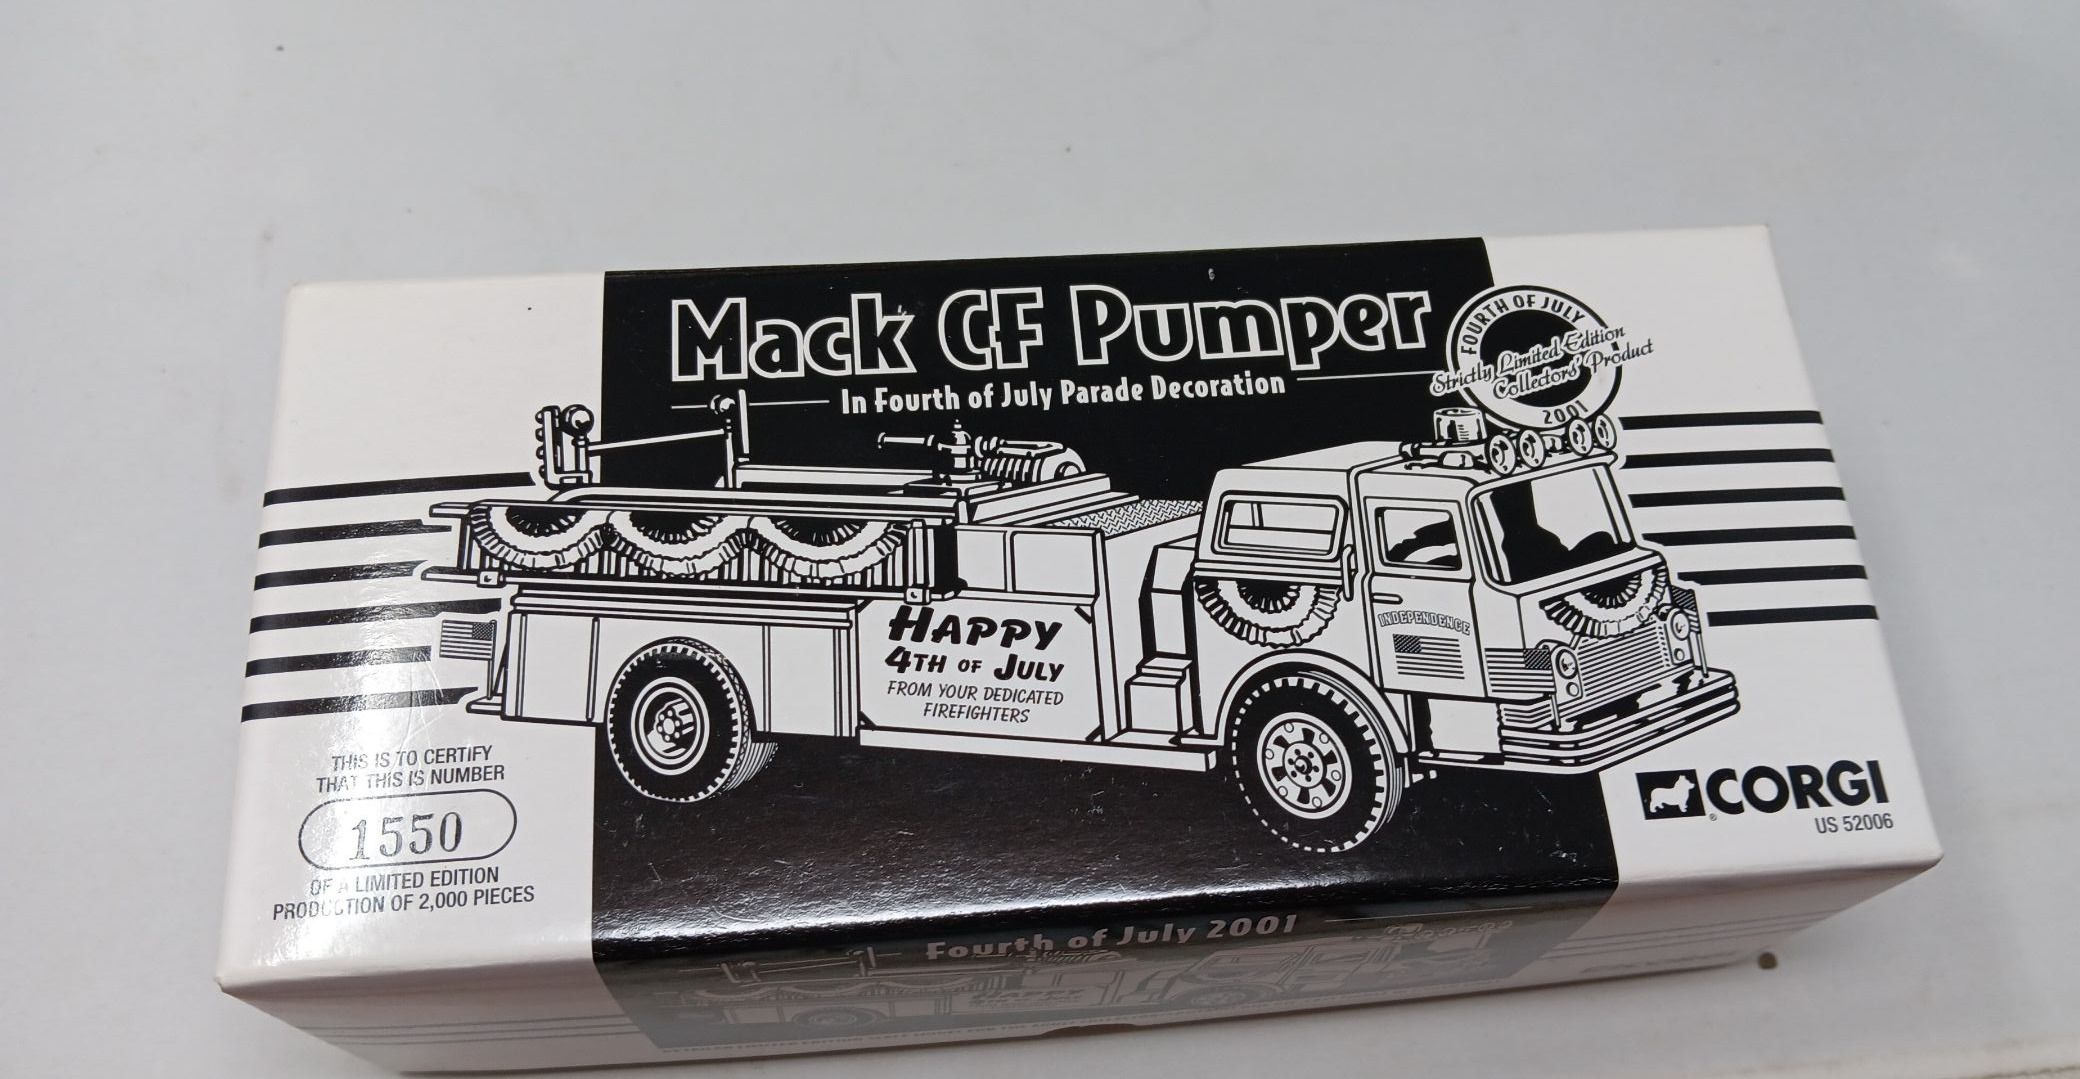 Mack CF Pumper
In Fourth of July Parade Decoration
FOURTH OF JULY
Strictly Limited Edition
Collectors' Product
2001
HAPPY
4TH OF JULY
FROM YOUR DEDICATED
FIREFIGHTERS
INDEPENDENCE
THIS IS TO CERTIFY
THAT THIS IS NUMBER
1550
OF A LIMITED EDITION
PRODUCTION OF 2,000 PIECES
CORGI
®
US 52006
Fourth of July 2001